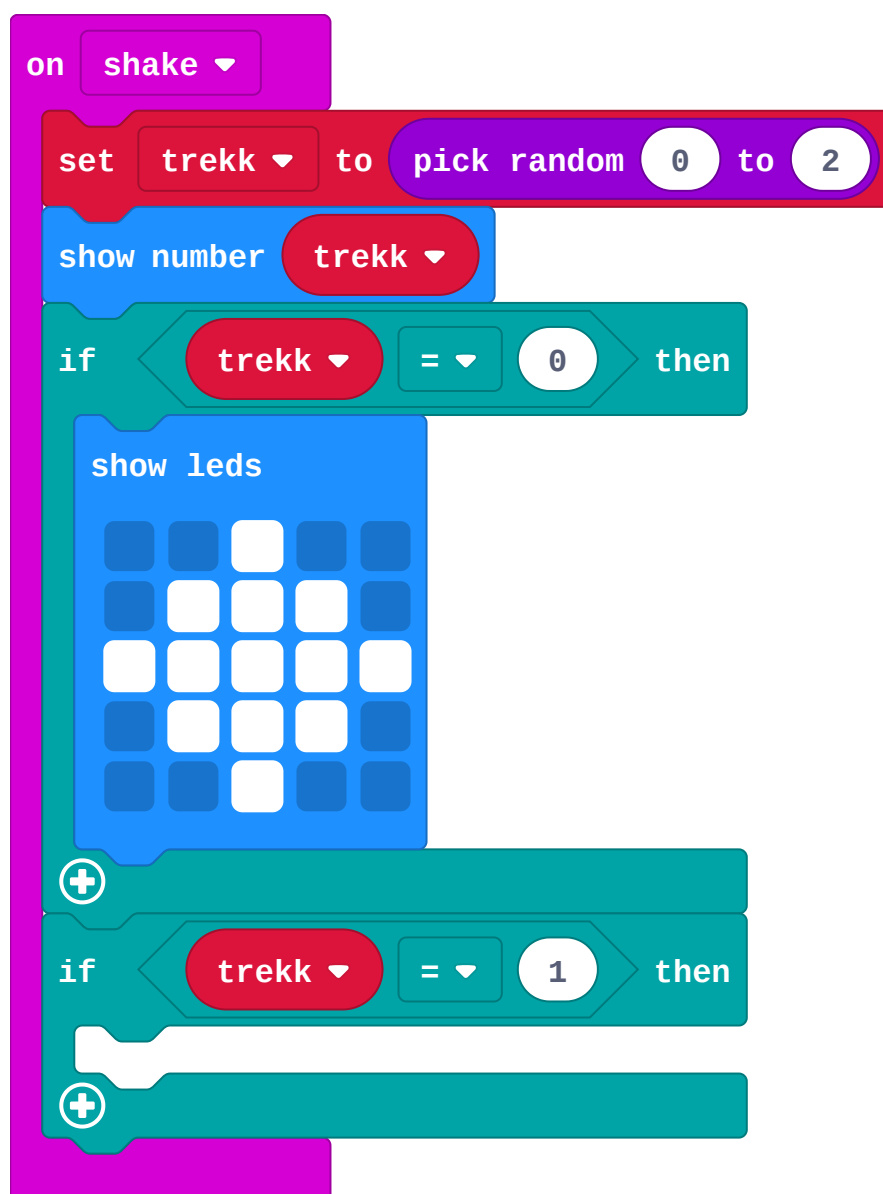 on shake
set trekk to pick random 0 to 2
show number trekk
if trekk = 0 then
show leds
if trekk = 1 then